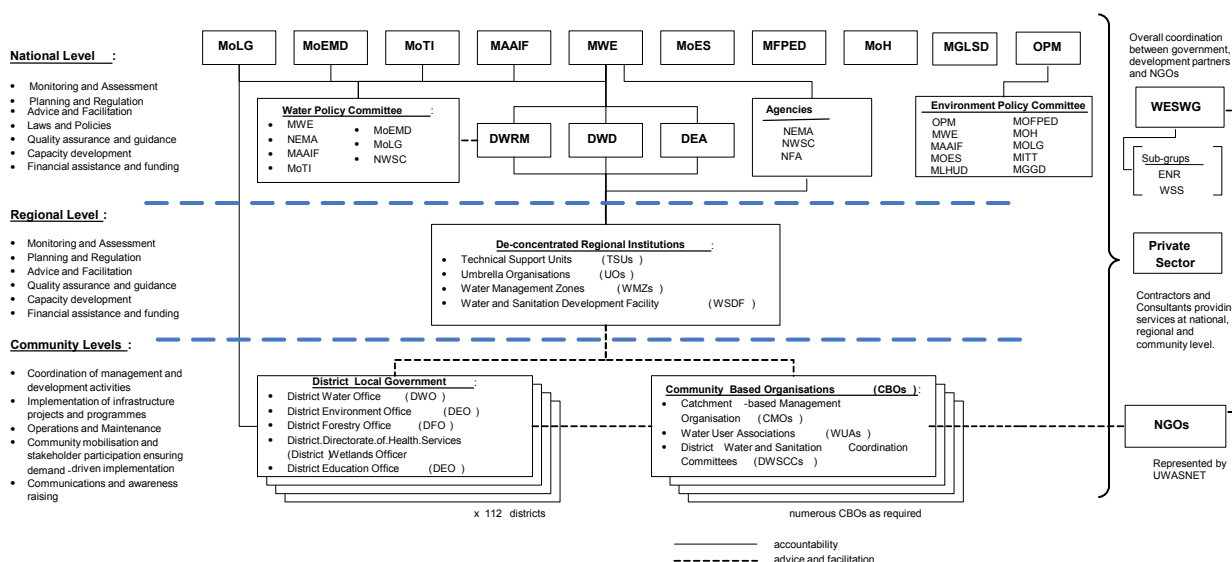 MoLG
MoEMD
MoTI
MAAIF
MWE
MoES
MFPED
MoH
MGLSD
OPM
National Level :
• Monitoring and Assessment
• Planning and Regulation
• Advice and Facilitation
• Laws and Policies
• Quality assurance and guidance
• Capacity development
• Financial assistance and funding
Water Policy Committee :
• MWE
• NEMA
• MAAIF
• MoTI
• MoEMD
• MoLG
• NWSC
DWRM
DWD
DEA
Agencies :
NEMA
NWSC
NFA
Environment Policy Committee
OPM
MWE
MAAIF
MOES
MLHUD
MOFPED
MOH
MOLG
MITT
MGGD
Overall coordination
between government,
development partners
and NGOs
WESWG
Sub-grups
ENR
WSS
Regional Level :
• Monitoring and Assessment
• Planning and Regulation
• Advice and Facilitation
• Quality assurance and guidance
• Capacity development
• Financial assistance and funding
De-concentrated Regional Institutions :
• Technical Support Units (TSUs )
• Umbrella Organisations (UOs )
• Water Management Zones (WMZs )
• Water and Sanitation Development Facility (WSDF )
Private
Sector
Contractors and
Consultants providin
services at national,
regional and
community level.
Community Levels :
• Coordination of management and
development activities
• Implementation of infrastructure
projects and programmes
• Operations and Maintenance
• Community mobilisation and
stakeholder participation ensuring
demand -driven implementation
• Communications and awareness
raising
District Local Government :
• District Water Office (DWO )
• District Environment Office (DEO )
• District Forestry Office (DFO )
• District.Directorate.of.Health.Services
(District )Wetlands Officer
• District Education Office (DEO )
x 112 districts
Community Based Organisations (CBOs ):
• Catchment -based Management
Organisation (CMOs )
• Water User Associations (WUAs )
• District Water and Sanitation Coordination
Committees (DWSCCs )
numerous CBOs as required
NGOs
Represented by
UWASNET
accountability
advice and facilitation